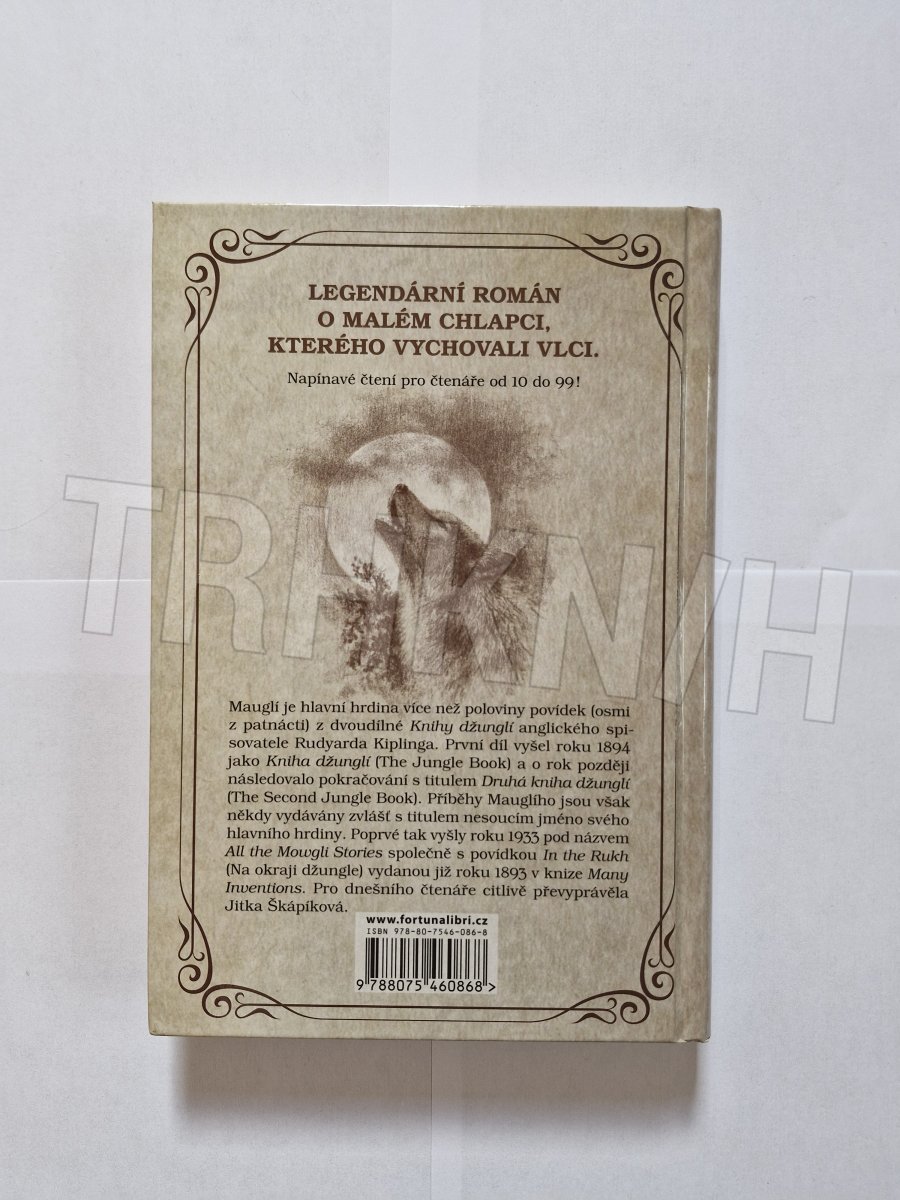 LEGENDÁRNÍ ROMÁN
O MALÉM CHLAPCI,
KTERÉHO VYCHOVALI VLCI.
Napínavé čtení pro čtenáře od 10 do 99!
TRHKNIH
Mauglí je hlavní hrdina více než poloviny povídek (osmi
z patnácti) z dvoudílné Knihy džunglí anglického spi-
sovatele Rudyarda Kiplinga. První díl vyšel roku 1894
jako Kniha džunglí (The Jungle Book) a o rok později
následovalo pokračování s titulem Druhá kniha džunglí
(The Second Jungle Book). Příběhy Mauglího jsou však
někdy vydávány zvlášť s titulem nesoucím jméno svého
hlavního hrdiny. Poprvé tak vyšly roku 1933 pod názvem
All the Mowgli Stories společně s povídkou In the Rukh
(Na okraji džungle) vydanou již roku 1893 v knize Many
Inventions. Pro dnešního čtenáře citlivě převyprávěla
Jitka Škápíková.
www.fortunalibri.cz
ISBN 978-80-7546-086-8
9 788075 460868>